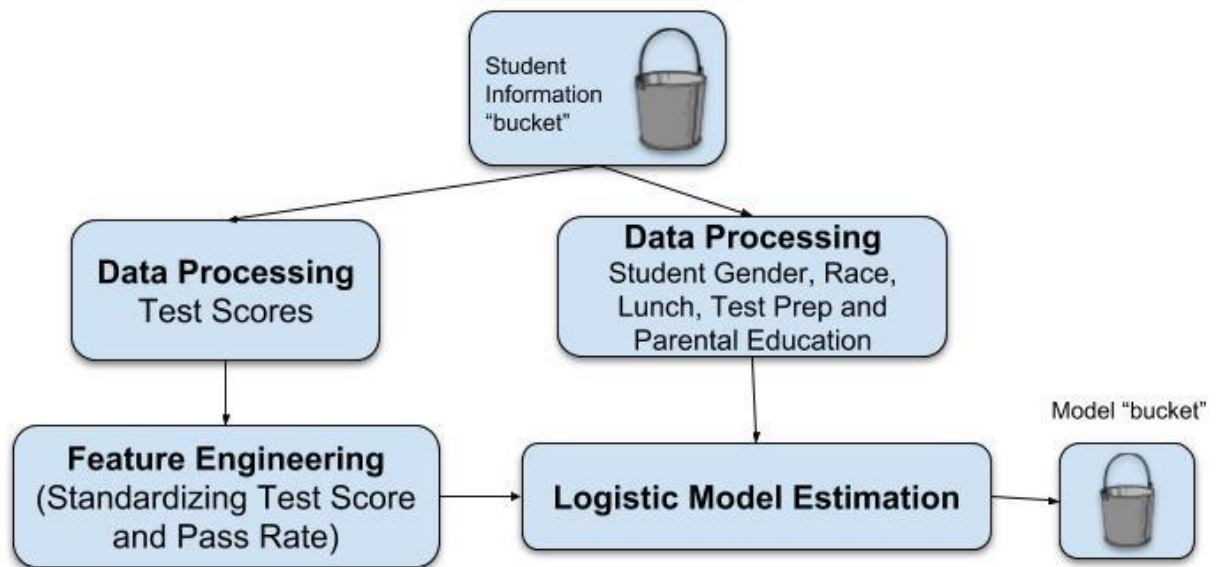 Student
Information
“bucket”
Data Processing
Test Scores
Data Processing
Student Gender, Race,
Lunch, Test Prep and
Parental Education
Feature Engineering
(Standardizing Test Score
and Pass Rate)
Logistic Model Estimation
Model “bucket”